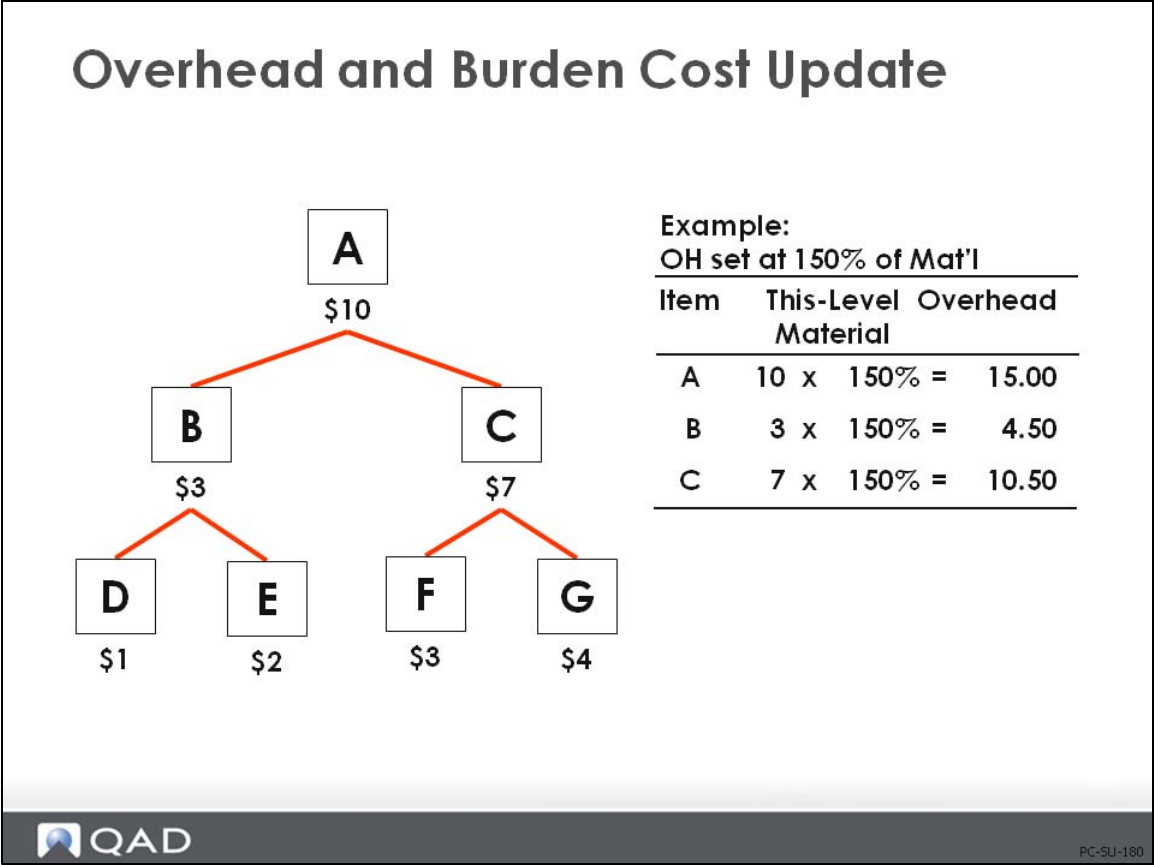 Overhead and Burden Cost Update
A
$10
B
C
$3
$7
D
E
F
G
$1
$2
$3
$4
Example:
OH set at 150% of Mat'l
Item This-Level Overhead
Material
A 10 x 150% = 15.00
B 3 x 150% = 4.50
C 7 x 150% = 10.50
QAD
PC-SU-180